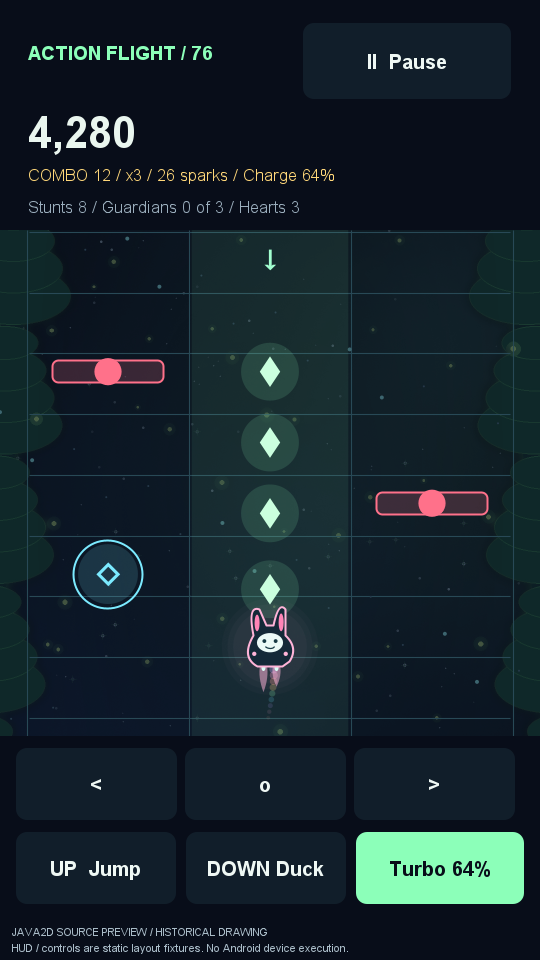 ACTION FLIGHT / 76
II Pause
4,280
COMBO 12 / x3 / 26 sparks / Charge 64%
Stunts 8 / Guardians 0 of 3 / Hearts 3
↓
< o >
UP Jump DOWN Duck Turbo 64%
JAVA2D SOURCE PREVIEW / HISTORICAL DRAWING
HUD / controls are static layout fixtures. No Android device execution.